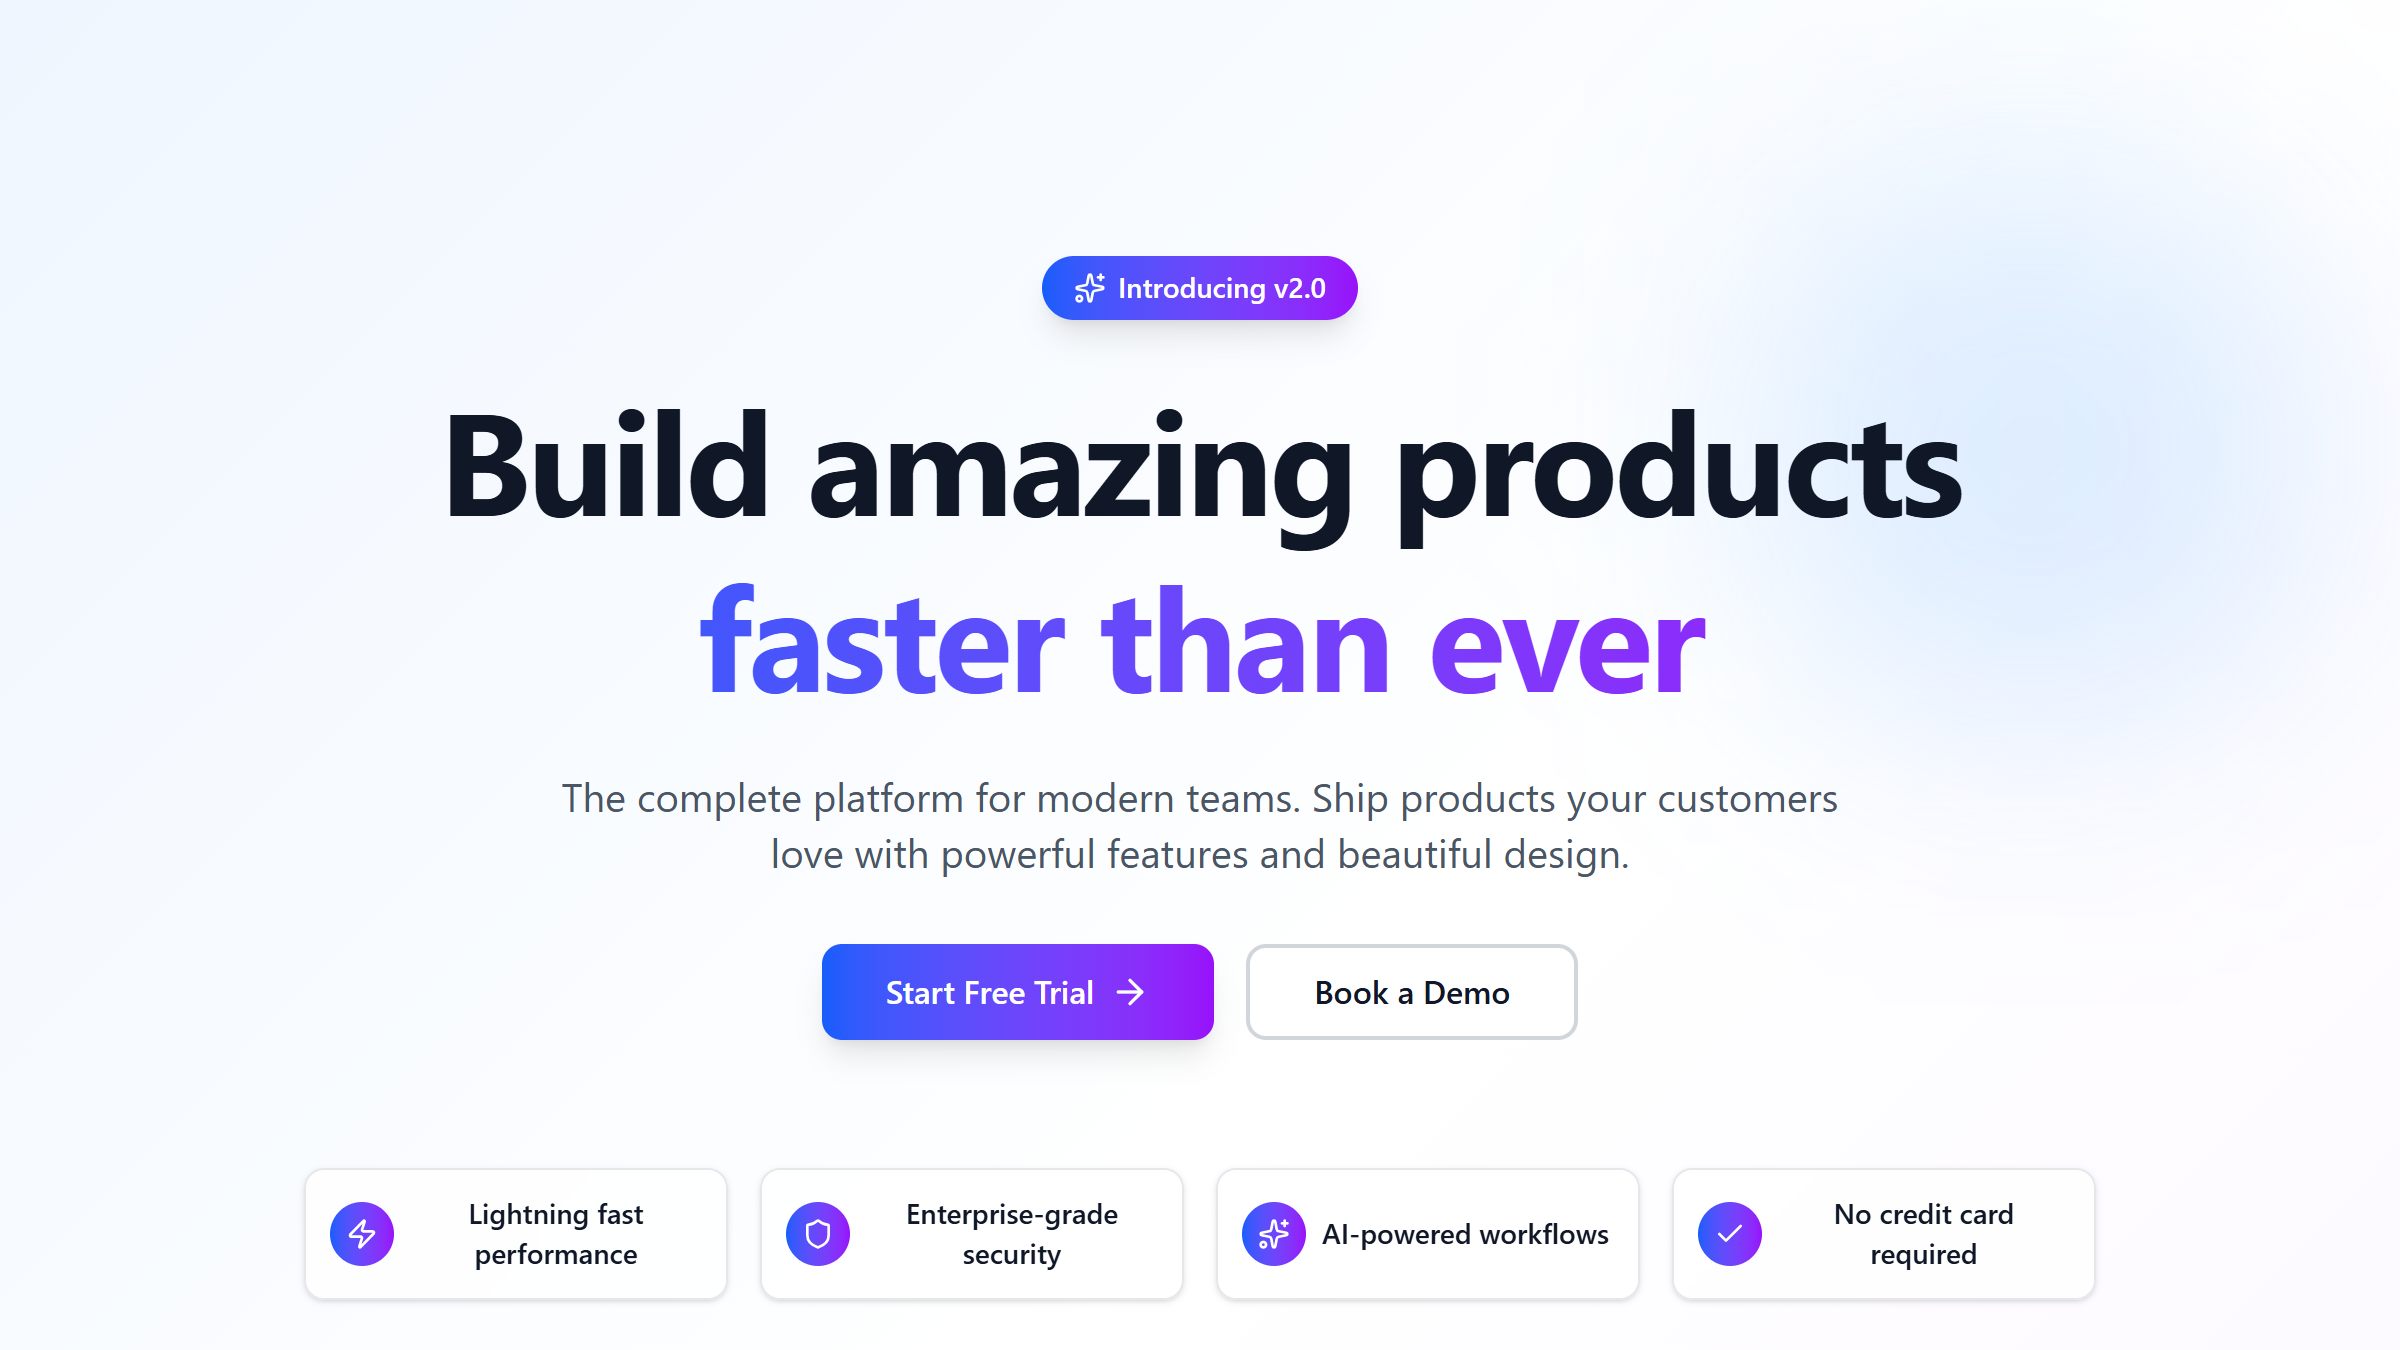 Introducing v2.0
Build amazing products
faster than ever
The complete platform for modern teams. Ship products your customers
love with powerful features and beautiful design.
Start Free Trial
Book a Demo
Lightning fast
performance
Enterprise-grade
security
AI-powered workflows
No credit card
required